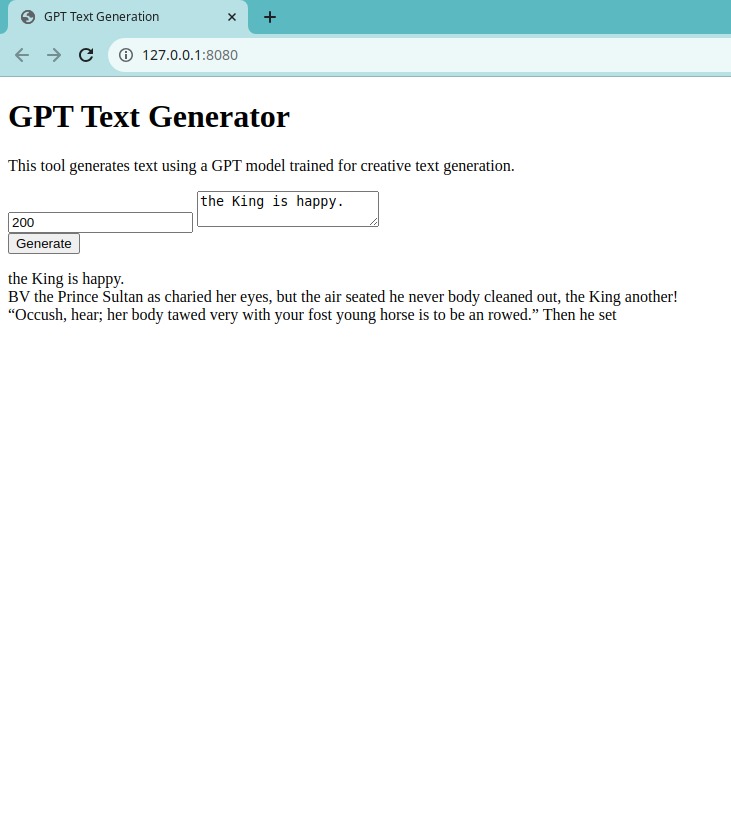 GPT Text Generation
127.0.0.1:8080
GPT Text Generator
This tool generates text using a GPT model trained for creative text generation.
200
the King is happy.
Generate
the King is happy.
BV the Prince Sultan as charied her eyes, but the air seated he never body cleaned out, the King another!
“Occush, hear; her body tawed very with your fost young horse is to be an rowed.” Then he set